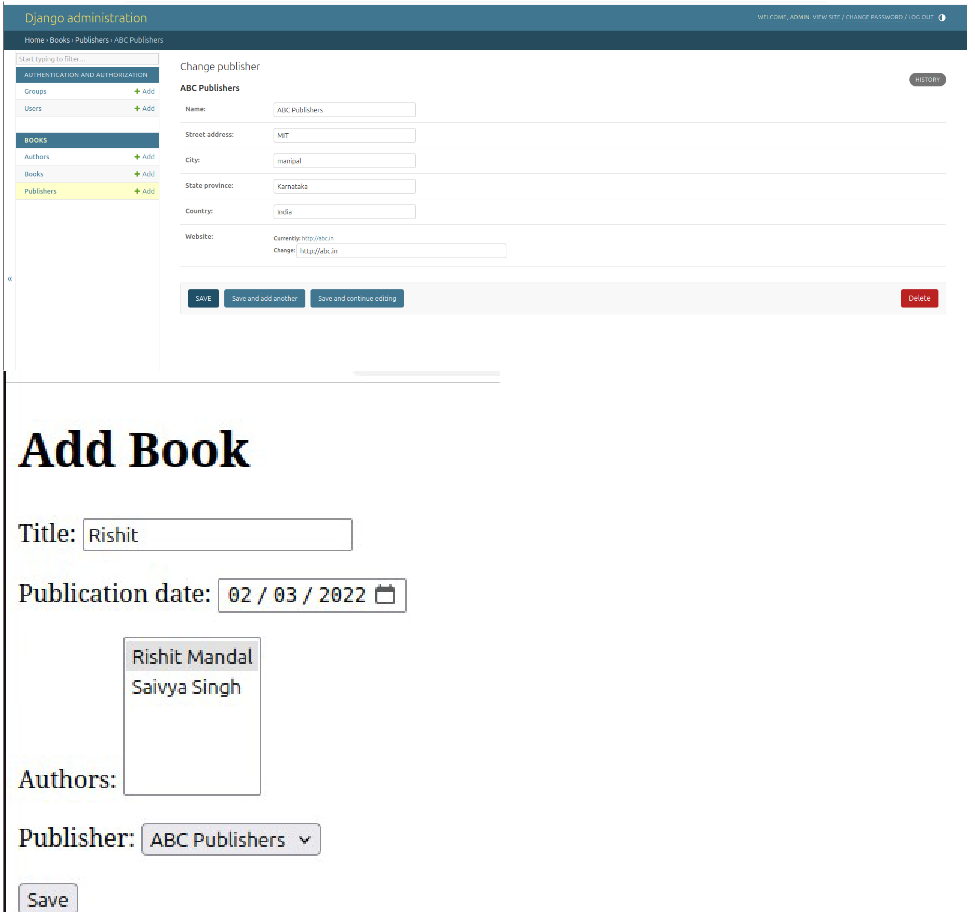 Django administration
WELCOME, ADMIN. VIEW SITE / CHANGE PASSWORD / LOG OUT
Home › Books › Publishers › ABC Publishers
Start typing to filter...
AUTHENTICATION AND AUTHORIZATION
Groups + Add
Users + Add
BOOKS
Authors + Add
Books + Add
Publishers + Add
«
Change publisher
HISTORY
ABC Publishers
Name: ABC Publishers
Street address: MIT
City: manipal
State province: Karnataka
Country: India
Website: Currently: http://abc.in
Change: http://abc.in
SAVE Save and add another Save and continue editing Delete
Add Book
Title: Rishit
Publication date: 02 / 03 / 2022
Rishit Mandal
Saivya Singh
Authors:
Publisher: ABC Publishers
Save